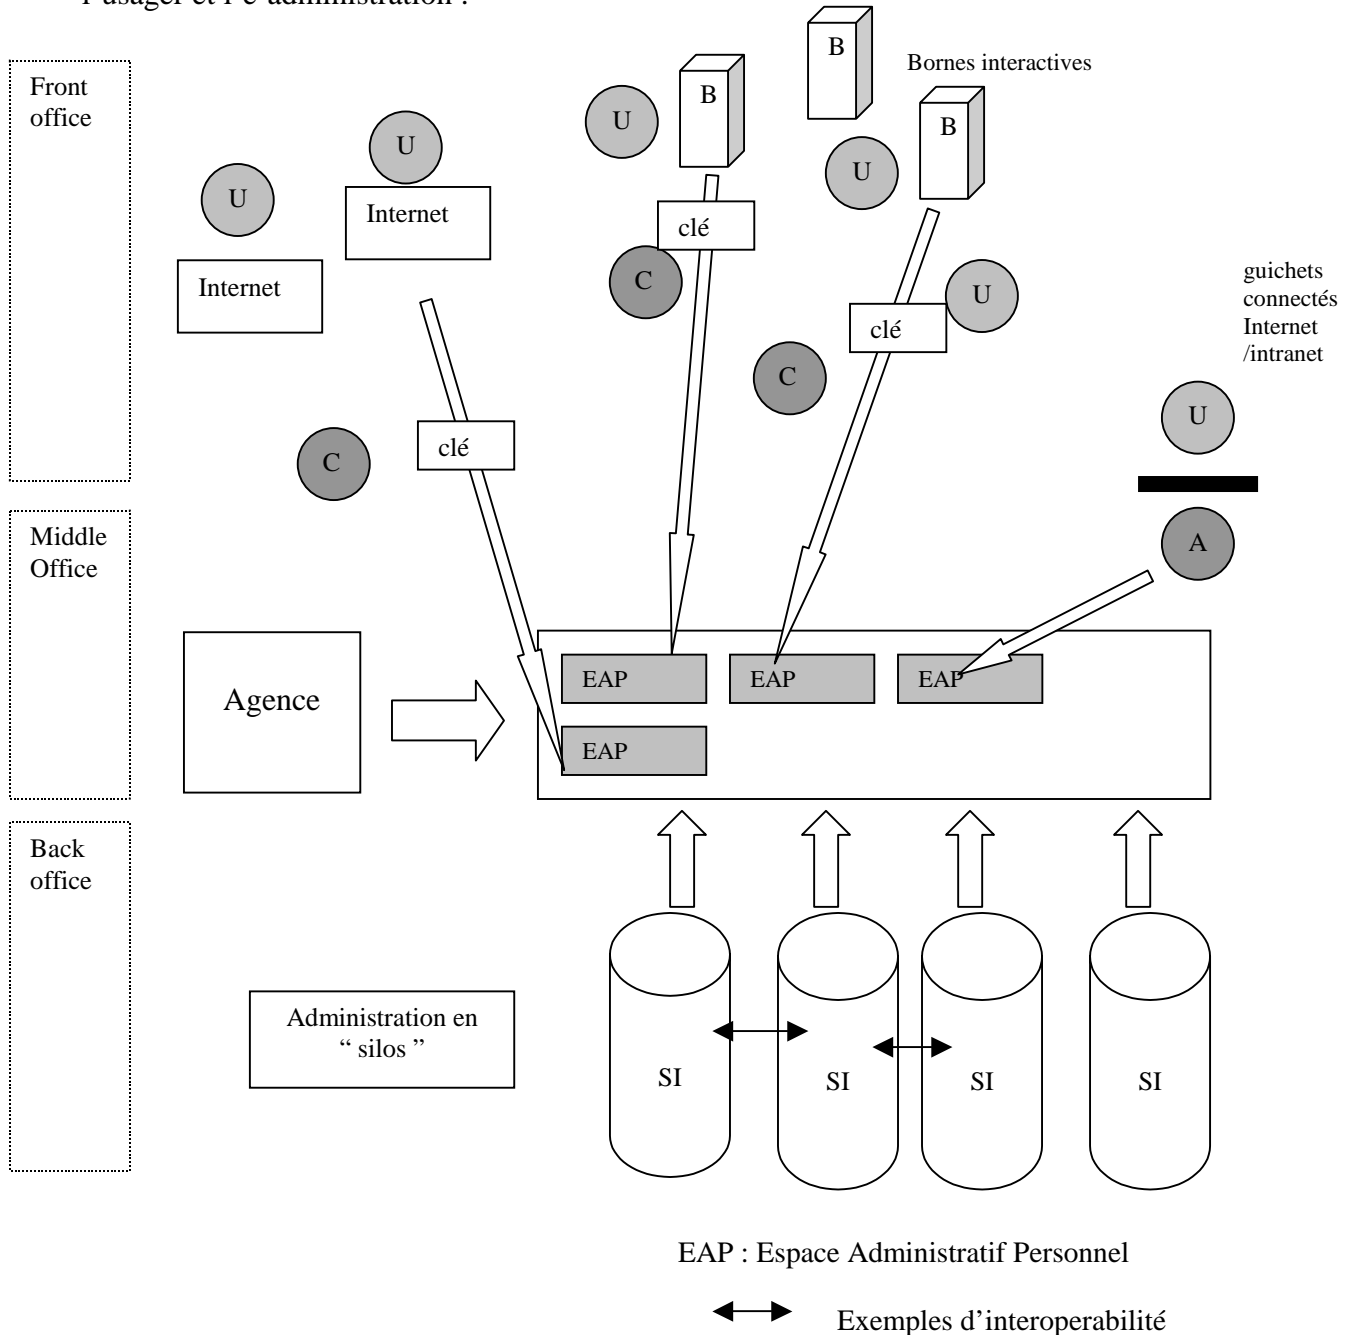 l'usager et l'e-administration :
B
B
Bornes interactives
Front
office
B
U
U
U
U
Internet
clé
C
U
Internet
clé
guichets
connectés
Internet
/intranet
C
U
clé
C
Middle
Office
A
Agence
EAP
EAP
EAP
EAP
Back
office
Administration en
“ silos ”
SI
SI
SI
SI
EAP : Espace Administratif Personnel
Exemples d'interoperabilité